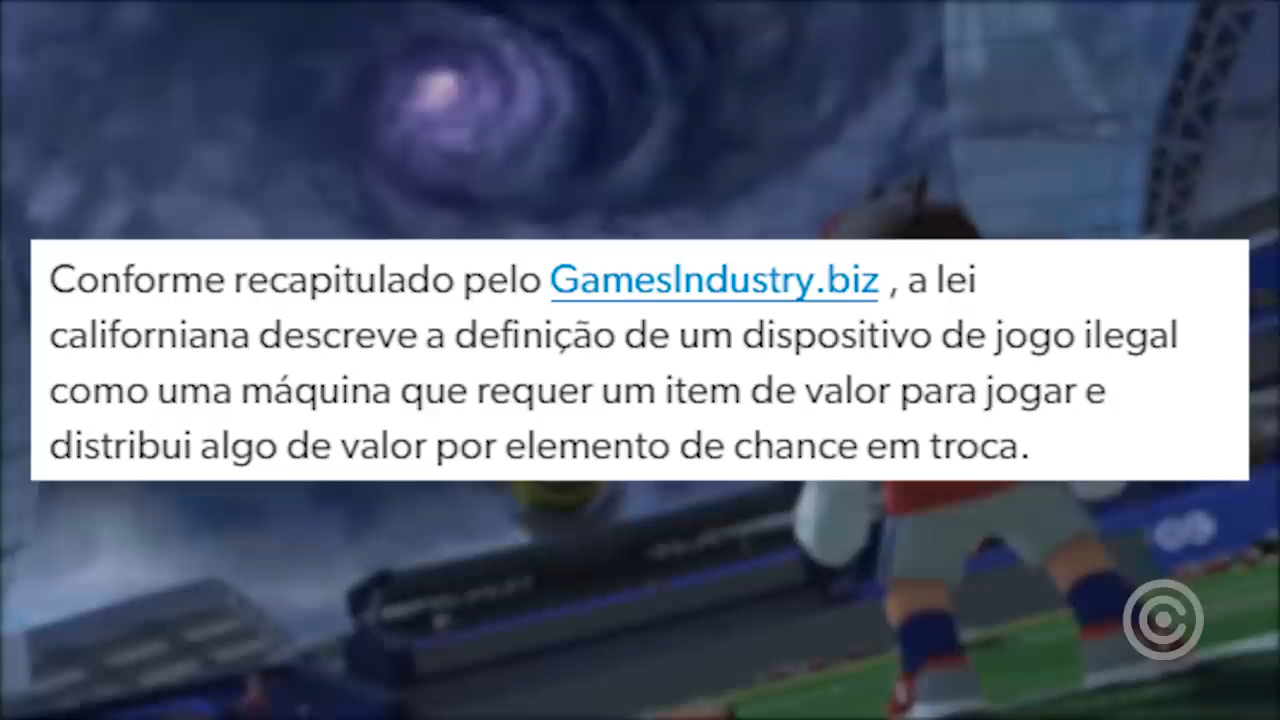 Conforme recapitulado pelo GamesIndustry.biz , a lei
californiana descreve a definição de um dispositivo de jogo ilegal
como uma máquina que requer um item de valor para jogar e
distribui algo de valor por elemento de chance em troca.